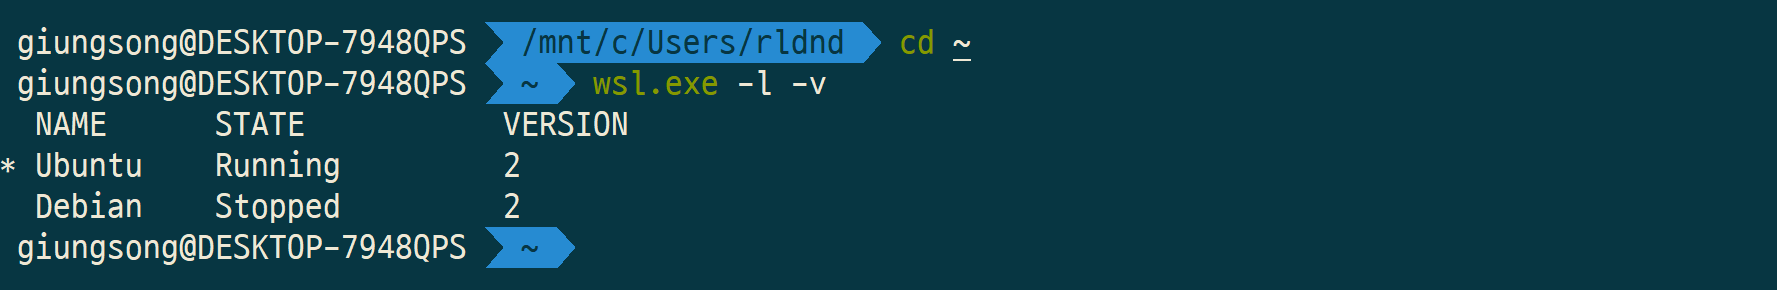 giungsong@DESKTOP-7948QPS /mnt/c/Users/rldnd cd ~
giungsong@DESKTOP-7948QPS ~ wsl.exe -l -v
NAME STATE VERSION
* Ubuntu Running 2
Debian Stopped 2
giungsong@DESKTOP-7948QPS ~